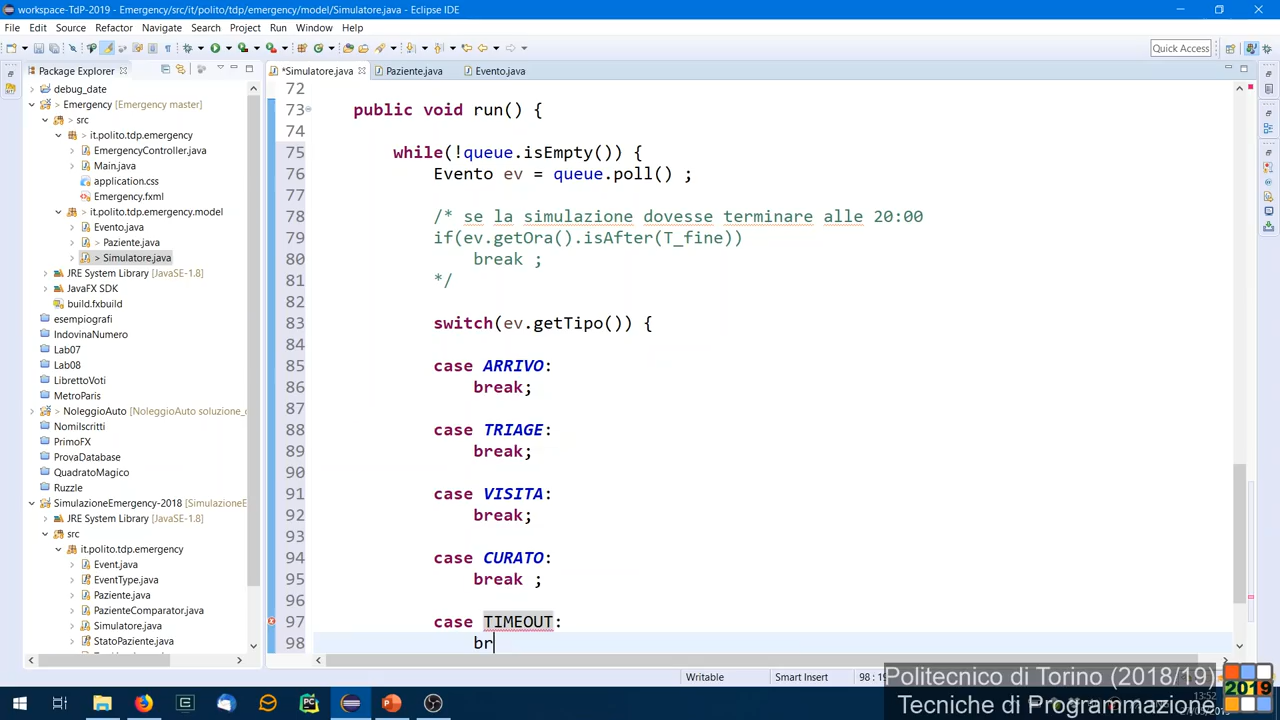 workspace-TdP-2019 - Emergency/src/it/polito/tdp/emergency/model/Simulatore.java - Eclipse IDE
File Edit Source Refactor Navigate Search Project Run Window Help
Quick Access
Package Explorer
*Simulatore.java Paziente.java Evento.java
debug_date
> Emergency [Emergency master]
> src
> it.polito.tdp.emergency
EmergencyController.java
Main.java
application.css
Emergency.fxml
> it.polito.tdp.emergency.model
Evento.java
> Paziente.java
> Simulatore.java
JRE System Library [JavaSE-1.8]
JavaFX SDK
build.fxbuild
esempiografi
IndovinaNumero
Lab07
Lab08
LibrettoVoti
MetroParis
> NoleggioAuto [NoleggioAuto soluzione_
NomiIscritti
PrimoFX
ProvaDatabase
QuadratoMagico
Ruzzle
SimulazioneEmergency-2018 [SimulazioneE
JRE System Library [JavaSE-1.8]
src
it.polito.tdp.emergency
Event.java
EventType.java
Paziente.java
PazienteComparator.java
Simulatore.java
StatoPaziente.java
72
73 public void run() {
74
75 while(!queue.isEmpty()) {
76 Evento ev = queue.poll() ;
77
78 /* se la simulazione dovesse terminare alle 20:00
79 if(ev.getOra().isAfter(T_fine))
80 break ;
81 */
82
83 switch(ev.getTipo()) {
84
85 case ARRIVO:
86 break;
87
88 case TRIAGE:
89 break;
90
91 case VISITA:
92 break;
93
94 case CURATO:
95 break ;
96
97 case TIMEOUT:
98 br
Writable Smart Insert 98 : 1
Politecnico di Torino (2018/19)
Tecniche di Programmazione
2019
13:52